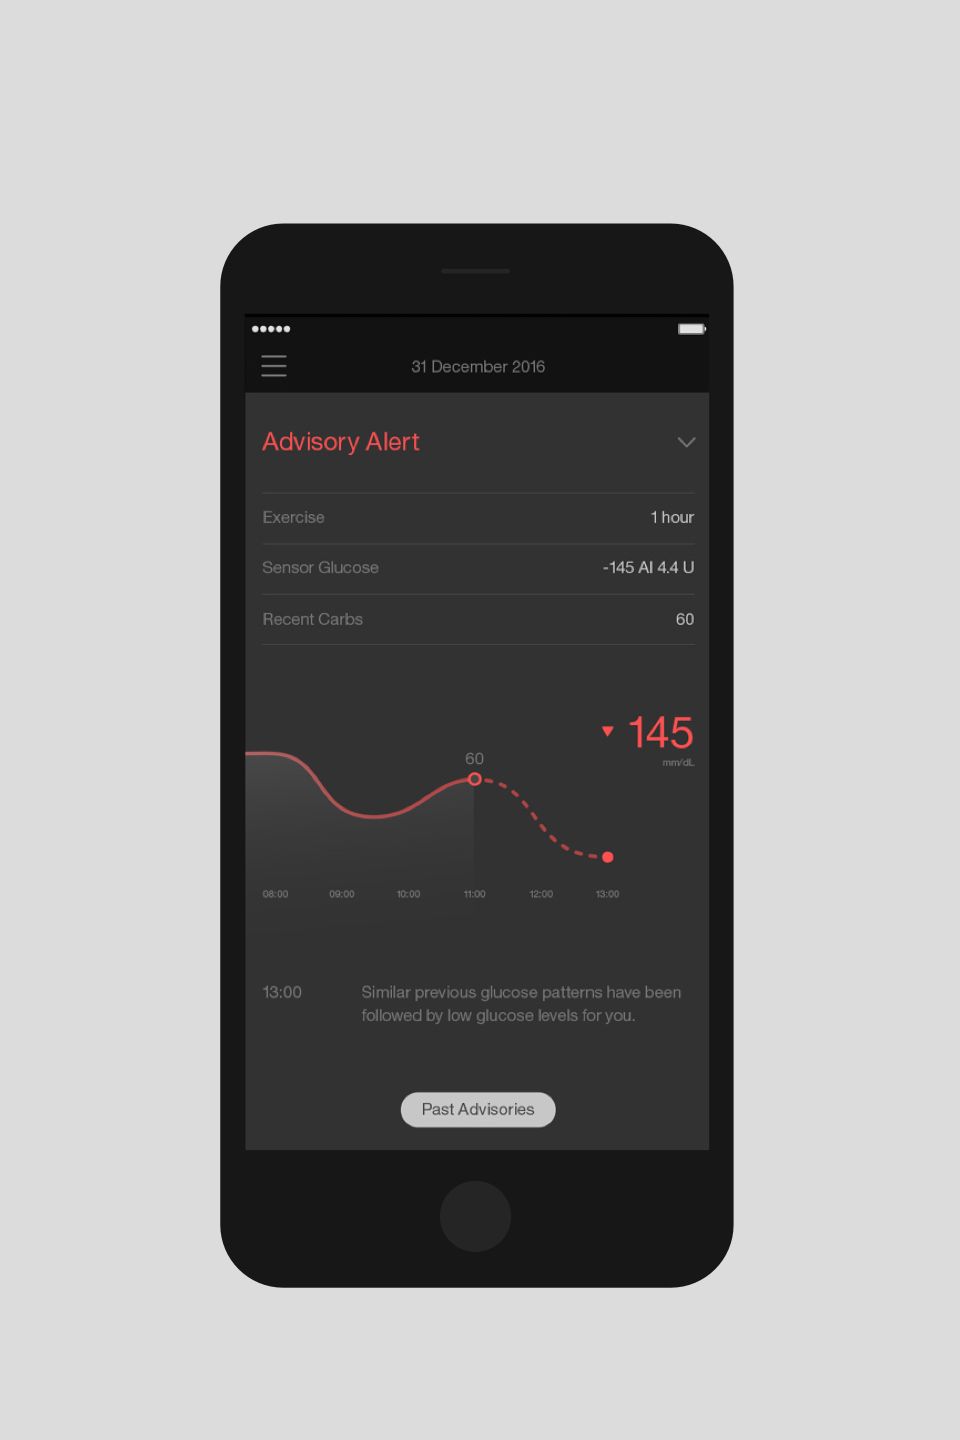 31 December 2016
Advisory Alert
Exercise 1 hour
Sensor Glucose -145 AI 4.4 U
Recent Carbs 60
145
mm/dL
60
08:00 09:00 10:00 11:00 12:00 13:00
13:00 Similar previous glucose patterns have been
followed by low glucose levels for you.
Past Advisories